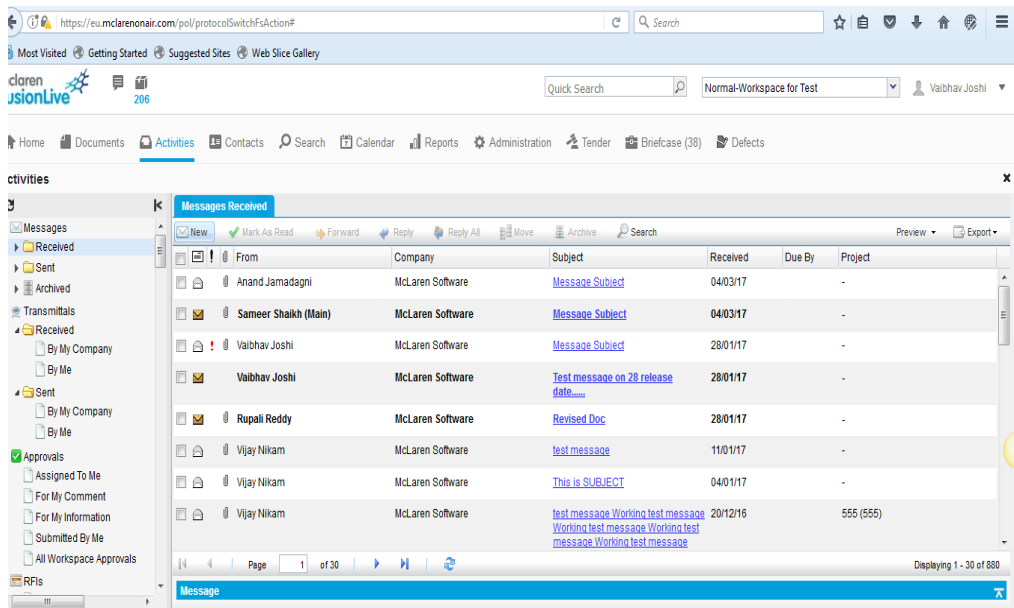 https://eu.mclarenonair.com/pol/protocolSwitchFsAction#
Search
Most Visited Getting Started Suggested Sites Web Slice Gallery
claren
usionLive
206
Quick Search
Normal-Workspace for Test
Vaibhav Joshi
Home Documents Activities Contacts Search Calendar Reports Administration Tender Briefcase (38) Defects
ctivities
Messages
Received
Sent
Archived
Transmittals
Received
By My Company
By Me
Sent
By My Company
By Me
Approvals
Assigned To Me
For My Comment
For My Information
Submitted By Me
All Workspace Approvals
RFIs
Messages Received
New Mark As Read Forward Reply Reply All Move Archive Search Preview Export
From Company Subject Received Due By Project
Anand Jamadagni McLaren Software Message Subject 04/03/17 -
Sameer Shaikh (Main) McLaren Software Message Subject 04/03/17 -
! Vaibhav Joshi McLaren Software Message Subject 28/01/17 -
Vaibhav Joshi McLaren Software Test message on 28 release 28/01/17 -
date......
Rupali Reddy McLaren Software Revised Doc 28/01/17 -
Vijay Nikam McLaren Software test message 11/01/17 -
Vijay Nikam McLaren Software This is SUBJECT 04/01/17 -
Vijay Nikam McLaren Software test message Working test message 20/12/16 555 (555)
Working test message Working test
message Working test message
Page 1 of 30
Displaying 1 - 30 of 880
Message